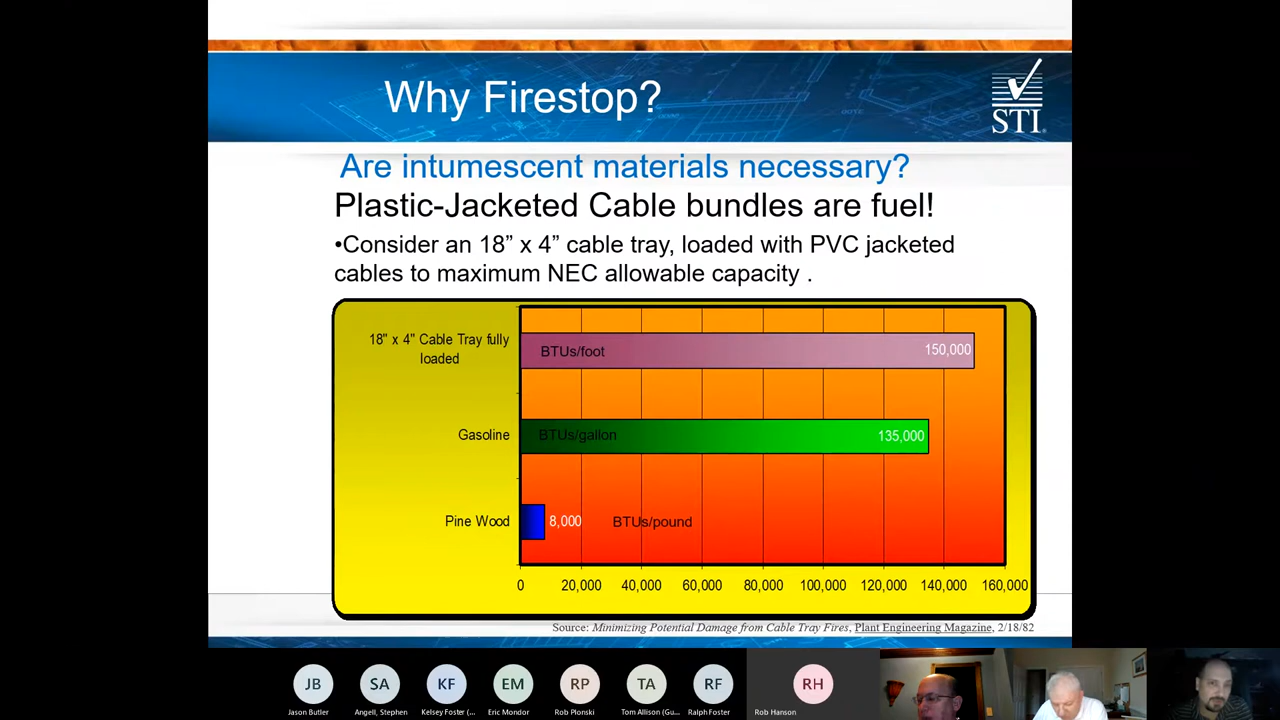 Why Firestop?
STI®
Are intumescent materials necessary?
Plastic-Jacketed Cable bundles are fuel!
•Consider an 18” x 4” cable tray, loaded with PVC jacketed
cables to maximum NEC allowable capacity .
18" x 4" Cable Tray fully
loaded
BTUs/foot
150,000
Gasoline
BTUs/gallon
135,000
Pine Wood
8,000
BTUs/pound
0 20,000 40,000 60,000 80,000 100,000 120,000 140,000 160,000
Source: Minimizing Potential Damage from Cable Tray Fires, Plant Engineering Magazine, 2/18/82
JB SA KF EM RP TA RF RH
Jason Butler Angell, Stephen Kelsey Foster (... Eric Mondor Rob Plonski Tom Allison (Gu... Ralph Foster Rob Hanson